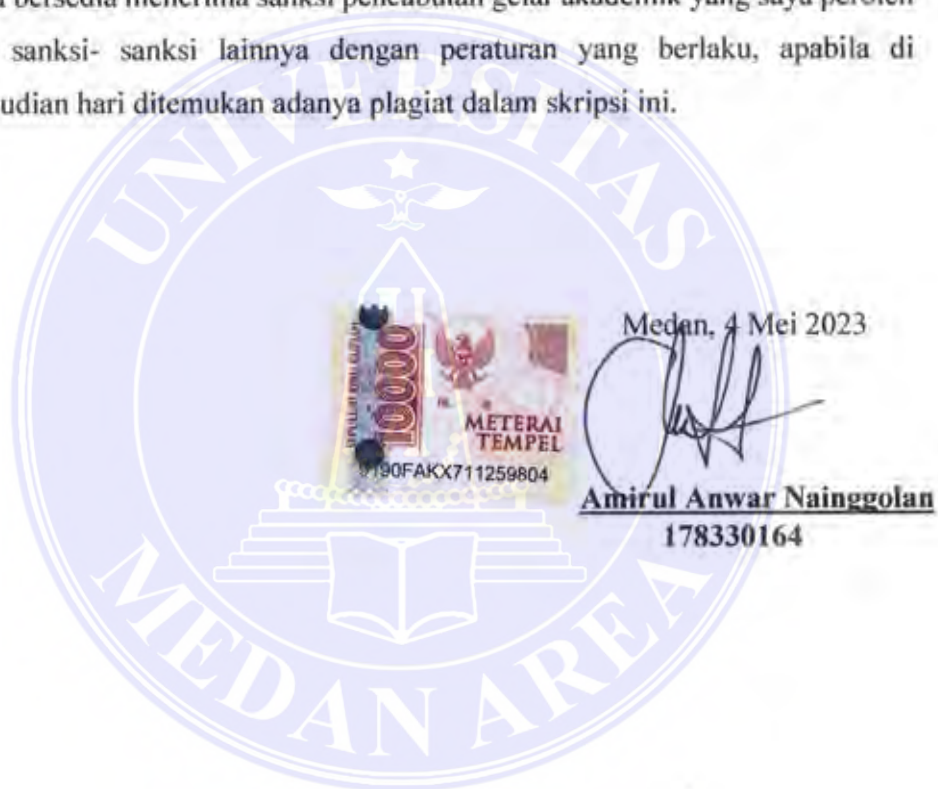 bersedia menerima sanksi pencabutan gelar akademik yang saya peroleh
sanksi- sanksi lainnya dengan peraturan yang berlaku, apabila di
udian hari ditemukan adanya plagiat dalam skripsi ini.
UNIVERSITAS
Medan, 4 Mei 2023
10000
METERAI
TEMPEL
9190FAKX711259804
Amirul Anwar Nainggolan
178330164
MEDAN AREA